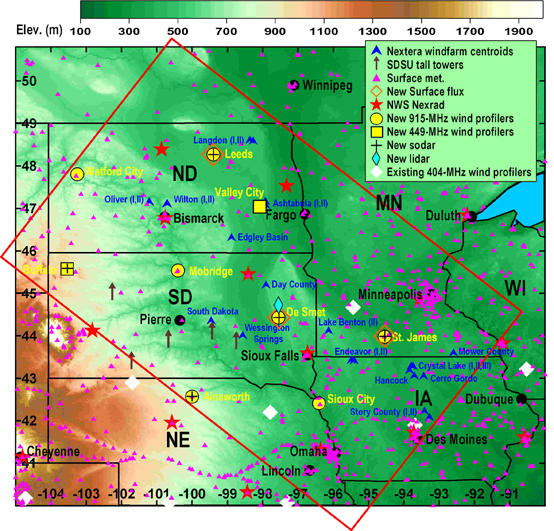 Elev. (m)
100 300 500 700 900 1100 1300 1500 1700 1900
Nextera windfarm centroids
SDSU tall towers
Surface met.
New Surface flux
NWS Nexrad
New 915-MHz wind profilers
New 449-MHz wind profilers
New sodar
New lidar
Existing 404-MHz wind profilers
50
Winnipeg
49
Langdon (I,II)
Leeds
48
Watford City
ND
Valley City
Oliver (I,II)
Wilton (I,II)
Ashtabula (I,II)
MN
47
Bismarck
Fargo
Duluth
Edgley Basin
46
Mobridge
WI
Day County
45
Minneapolis
SD
South Dakota
De Smet
Pierre
Lake Benton (II)
44
Wessington
Springs
St. James
Sioux Falls
Endeavor (I,II)
Mower County
43
Crystal Lake (I,II,III)
Hancock
Cerro Gordo
Ainsworth
Sioux City
IA
Dubuque
42
Story County (I,II)
NE
Des Moines
Cheyenne
Omaha
41
Lincoln
-104 -103 -102 -101 -100 -99 -98 -97 -96 -95 -94 -93 -92 -91